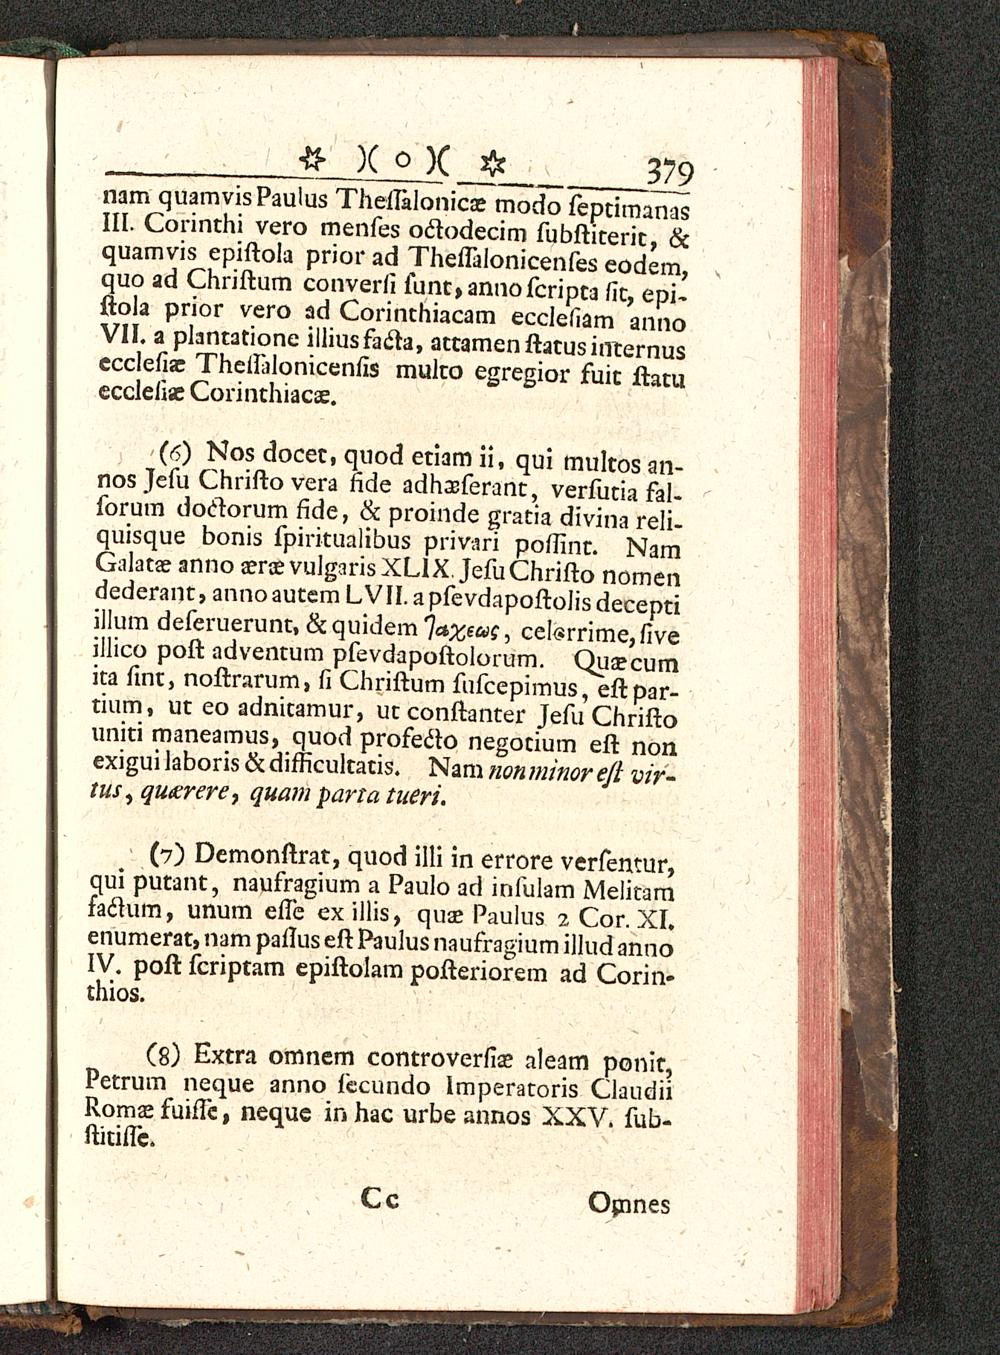 ✡ )( o )( ✡ 379
nam quamvis Paulus Theſſalonicæ modo ſeptimanas
III. Corinthi vero menſes octodecim ſubſtiterit, &
quamvis epiſtola prior ad Theſſalonicenſes eodem,
quo ad Chriſtum converſi ſunt, anno ſcripta ſit, epi-
ſtola prior vero ad Corinthiacam eccleſiam anno
VII. a plantatione illius facta, attamen ſtatus internus
eccleſiæ Theſſalonicenſis multo egregior fuit ſtatu
eccleſiæ Corinthiacæ.
(6) Nos docet, quod etiam ii, qui multos an-
nos Jeſu Chriſto vera fide adhæſerant, verſutia fal-
ſorum doctorum fide, & proinde gratia divina reli-
quisque bonis ſpiritualibus privari poſſint. Nam
Galatæ anno æræ vulgaris XLIX. Jeſu Chriſto nomen
dederant, anno autem LVII. a pſevdapoſtolis decepti
illum deſeruerunt, & quidem ταχεως, celerrime, ſive
illico poſt adventum pſevdapoſtolorum. Quæ cum
ita ſint, noſtrarum, ſi Chriſtum ſuſcepimus, eſt par-
tium, ut eo adnitamur, ut conſtanter Jeſu Chriſto
uniti maneamus, quod profecto negotium eſt non
exigui laboris & difficultatis. Nam non minor eſt vir-
tus, quærere, quam parta tueri.
(7) Demonſtrat, quod illi in errore verſentur,
qui putant, naufragium a Paulo ad inſulam Melitam
factum, unum eſſe ex illis, quæ Paulus 2 Cor. XI.
enumerat, nam paſſus eſt Paulus naufragium illud anno
IV. poſt ſcriptam epiſtolam poſteriorem ad Corin-
thios.
(8) Extra omnem controverſiæ aleam ponit,
Petrum neque anno ſecundo Imperatoris Claudii
Romæ fuiſſe, neque in hac urbe annos XXV. ſub-
ſtitiſſe.
Cc Omnes